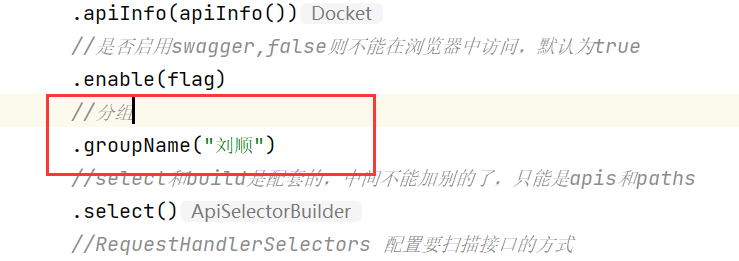 .apiInfo(apiInfo()) Docket
//是否启用swagger,false则不能在浏览器中访问，默认为true
.enable(flag)
//分组
.groupName("刘顺")
//select和build是配套的，中间不能加别的了，只能是apis和paths
.select() ApiSelectorBuilder
//RequestHandlerSelectors 配置要扫描接口的方式